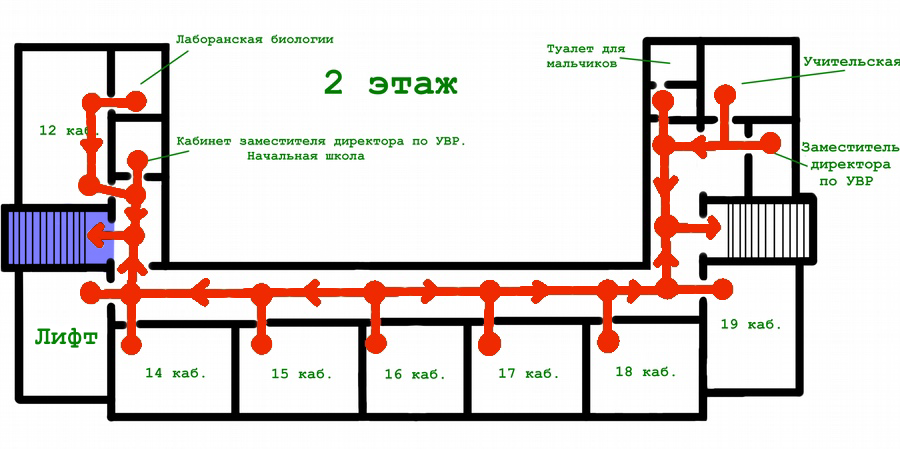 Лаборанская биологии
Туалет для
мальчиков
Учительская
2 этаж
12 каб.
Кабинет заместителя директора по УВР.
Начальная школа
Заместитель
директора
по УВР
Лифт
19 каб.
14 каб.
15 каб.
16 каб.
17 каб.
18 каб.